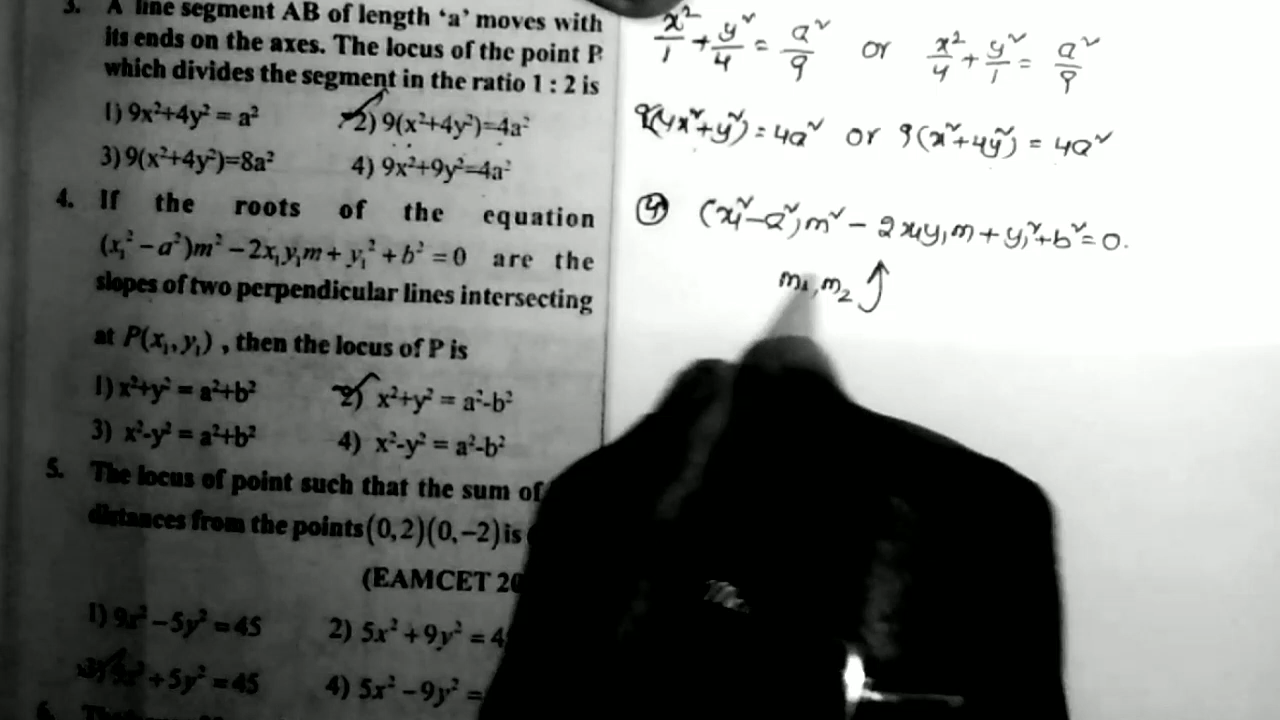 3. A line segment AB of length ‘a’ moves with
its ends on the axes. The locus of the point P
which divides the segment in the ratio 1 : 2 is
1) 9x²+4y² = a² 2) 9(x²+4y²)=4a²
3) 9(x²+4y²)=8a² 4) 9x²+9y²=4a²
4. If the roots of the equation
(x₁² − a²)m² − 2x₁y₁m + y₁² + b² = 0 are the
slopes of two perpendicular lines intersecting
at P(x₁, y₁) , then the locus of P is
1) x²+y² = a²+b² 2) x²+y² = a²-b²
3) x²-y² = a²+b² 4) x²-y² = a²-b²
5. The locus of point such that the sum of
distances from the points (0, 2) (0, −2) is
(EAMCET 20
1) 9x² − 5y² = 45 2) 5x² + 9y² = 4
+ 5y² = 45 4) 5x² − 9y² =
6.
x²/1 + y²/4 = a²/9 or x²/4 + y²/1 = a²/9
9(4x²+y²) = 4a² or 9(x²+4y²) = 4a²
④ (x₁²−a²)m² − 2x₁y₁m + y₁²+b² = 0.
m₁, m₂ ↑